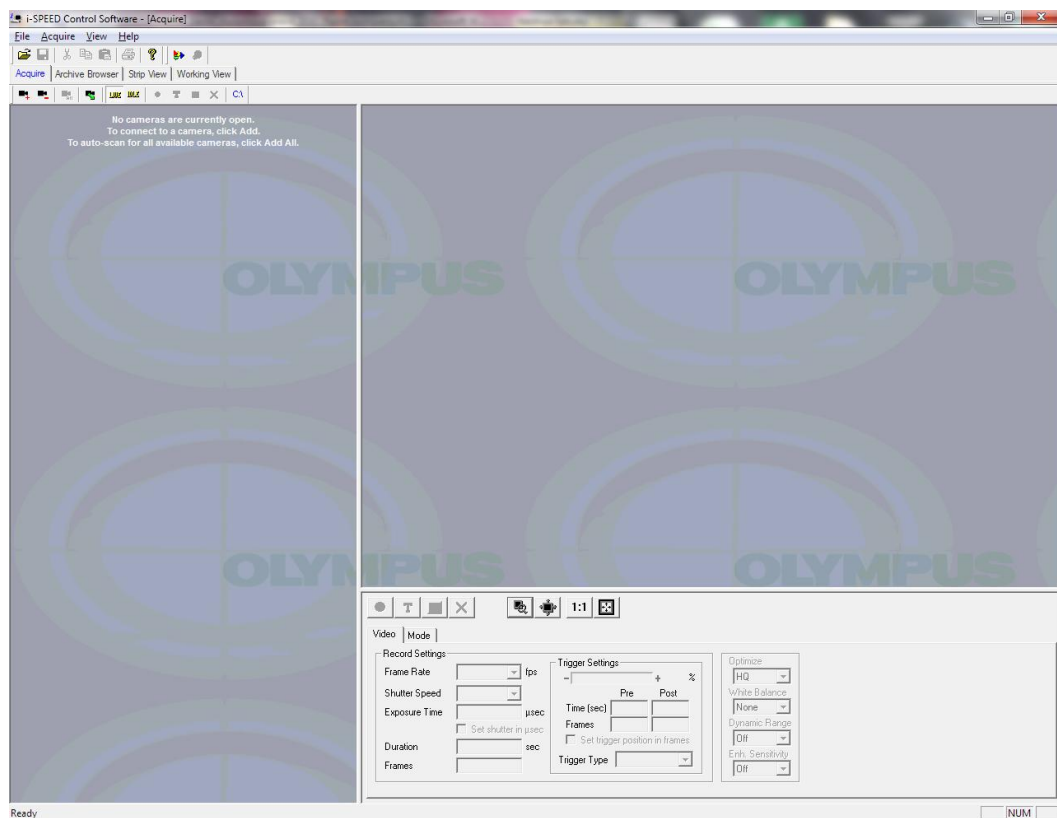 i-SPEED Control Software - [Acquire]
File Acquire View Help
Acquire Archive Browser Strip View Working View
LIVE C:\
No cameras are currently open.
To connect to a camera, click Add.
To auto-scan for all available cameras, click Add All.
OLYMPUS OLYMPUS
OLYMPUS OLYMPUS
T 1:1
Video Mode
Record Settings
Frame Rate fps
Shutter Speed
Exposure Time µsec
Set shutter in µsec
Duration sec
Frames
Trigger Settings
- + %
Pre Post
Time (sec)
Frames
Set trigger position in frames
Trigger Type
Optimize
HQ
White Balance
None
Dynamic Range
Off
Enh. Sensitivity
Off
Ready NUM